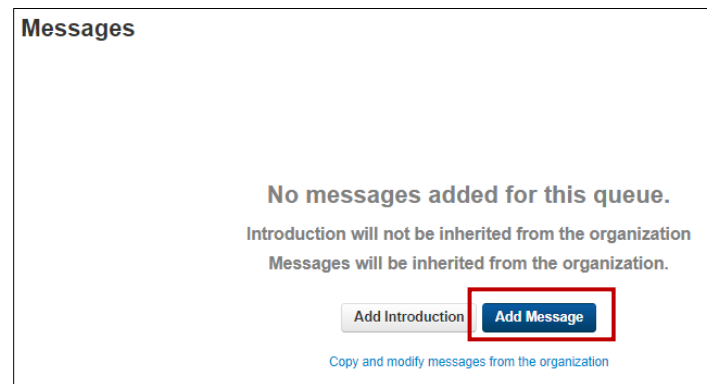 Messages
No messages added for this queue.
Introduction will not be inherited from the organization
Messages will be inherited from the organization.
Add Introduction Add Message
Copy and modify messages from the organization